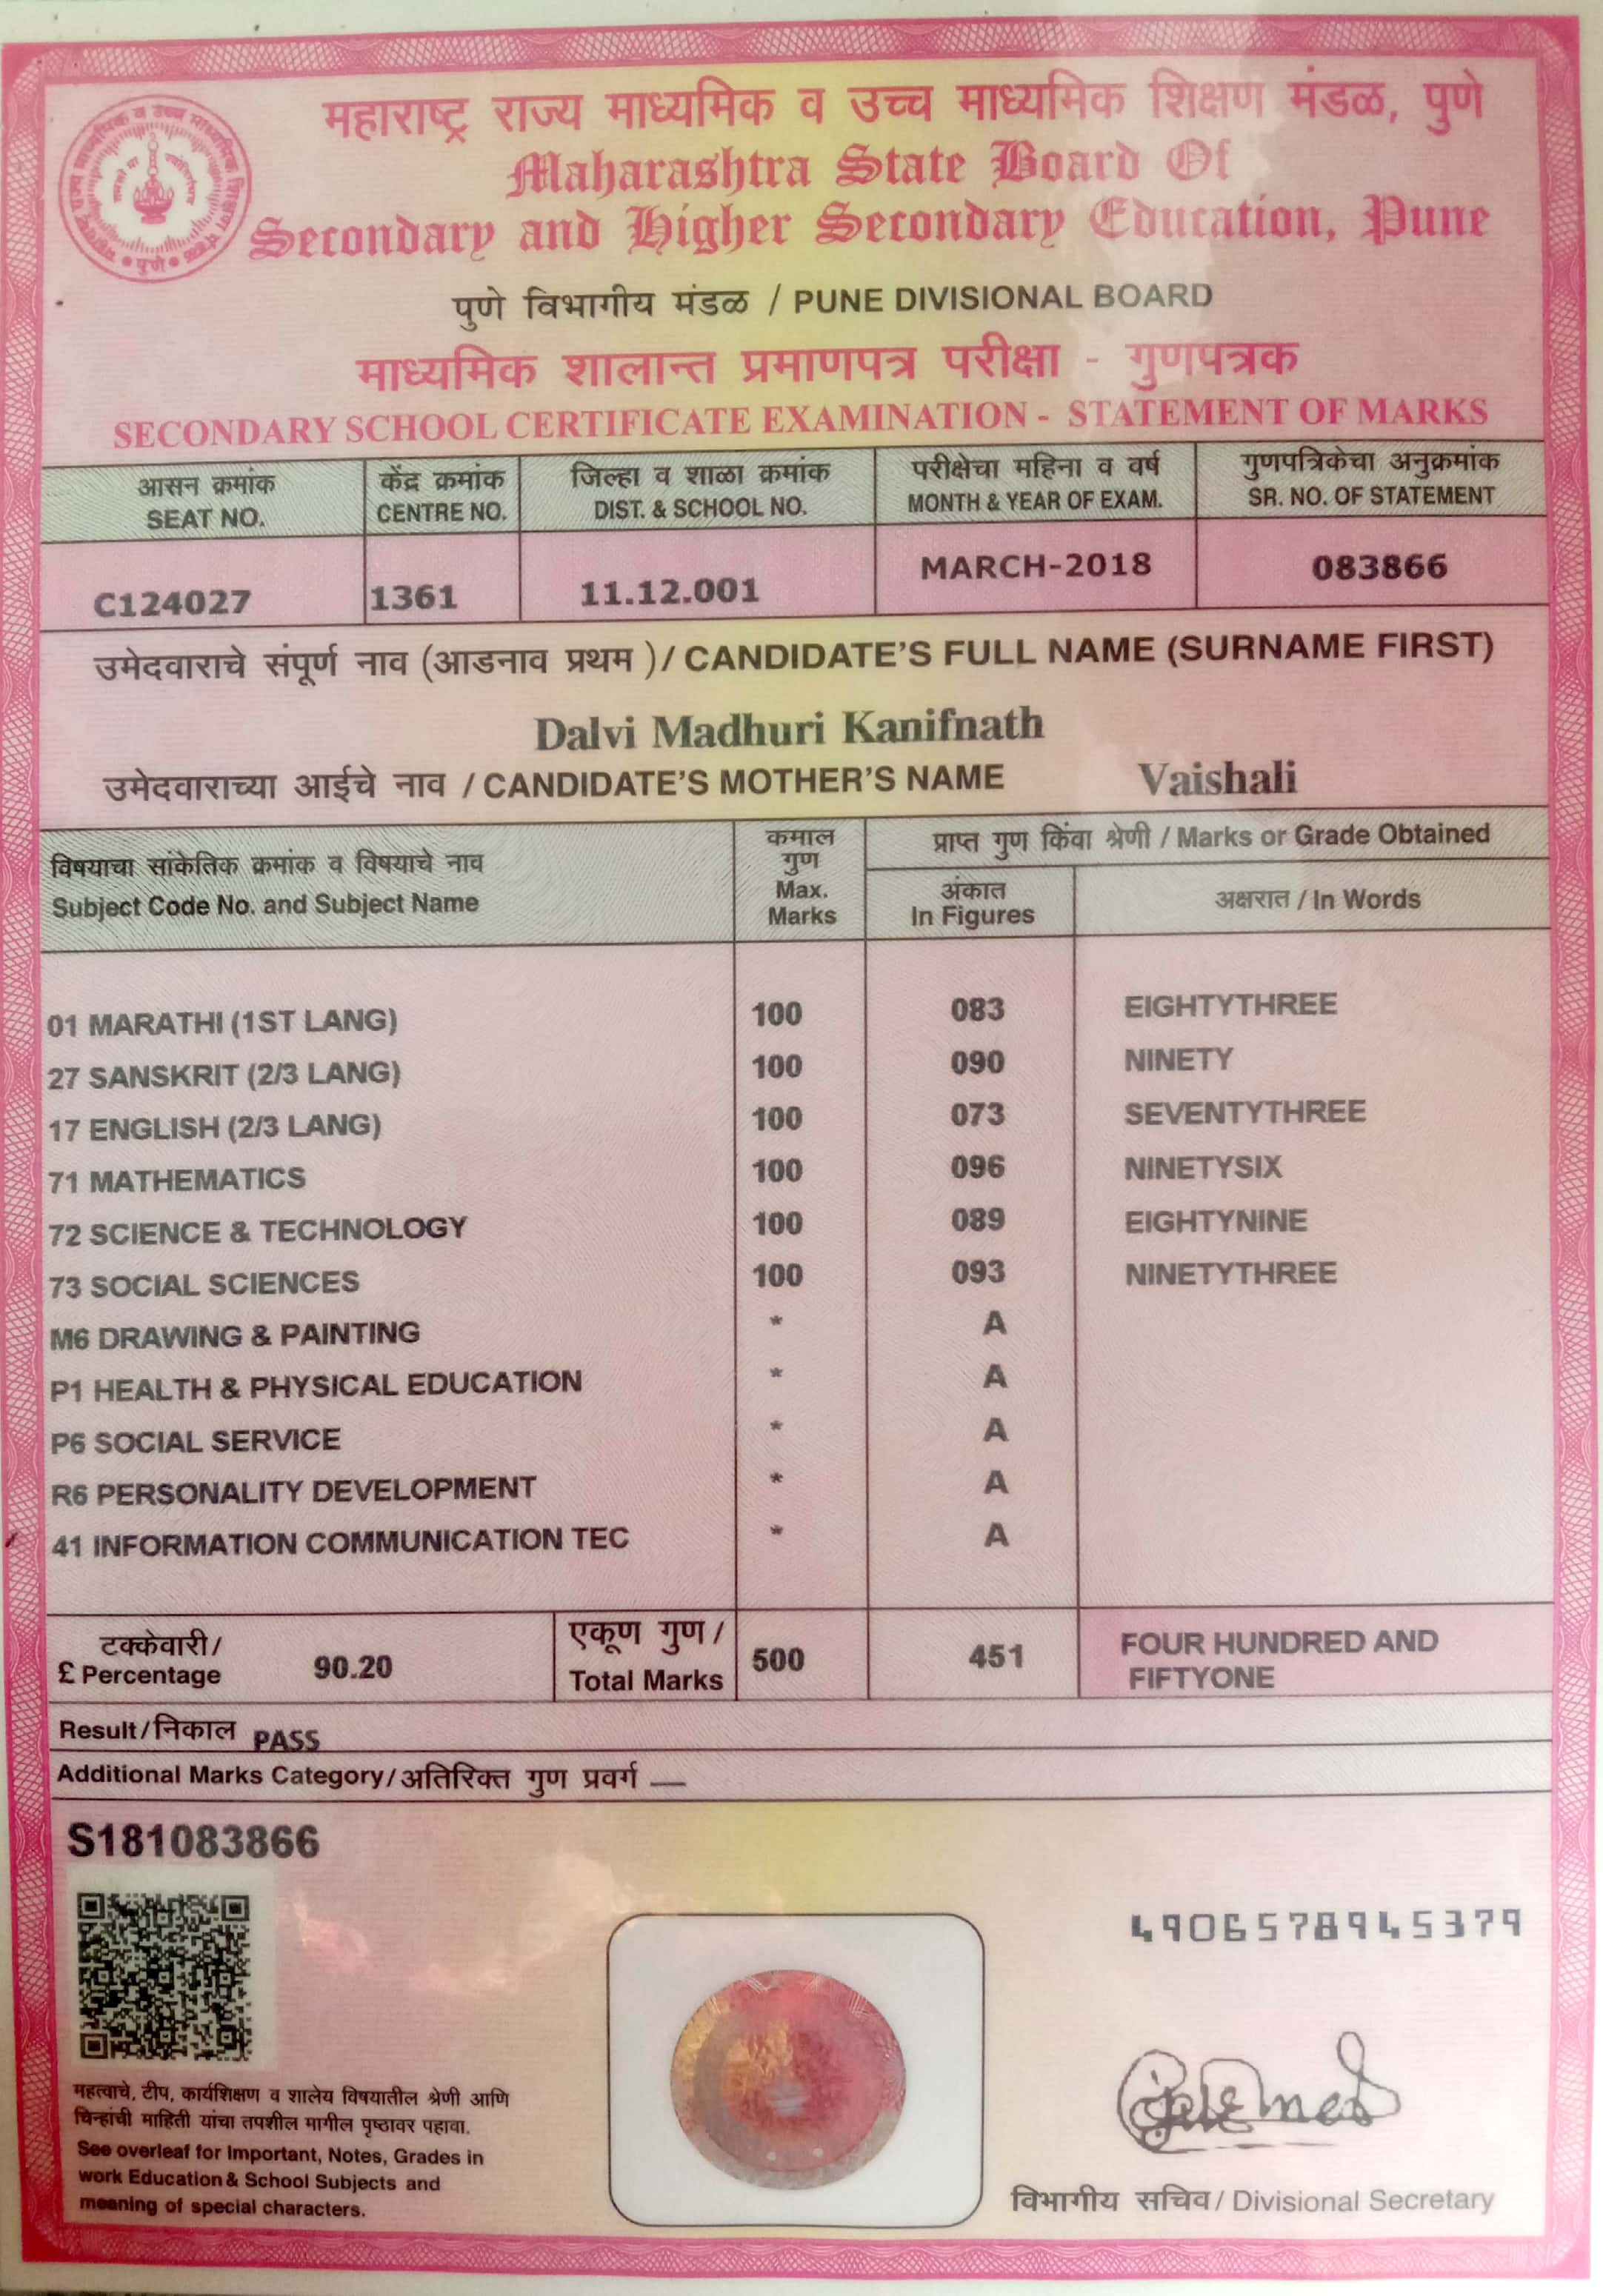 महाराष्ट्र राज्य माध्यमिक व उच्च माध्यमिक शिक्षण मंडळ, पुणे
Maharashtra State Board Of
Secondary and Higher Secondary Education, Pune
पुणे विभागीय मंडळ / PUNE DIVISIONAL BOARD
माध्यमिक शालान्त प्रमाणपत्र परीक्षा - गुणपत्रक
SECONDARY SCHOOL CERTIFICATE EXAMINATION - STATEMENT OF MARKS
आसन क्रमांक
SEAT NO.
केंद्र क्रमांक
CENTRE NO.
जिल्हा व शाळा क्रमांक
DIST. & SCHOOL NO.
परीक्षेचा महिना व वर्ष
MONTH & YEAR OF EXAM.
गुणपत्रिकेचा अनुक्रमांक
SR. NO. OF STATEMENT
C124027 1361 11.12.001 MARCH-2018 083866
उमेदवाराचे संपूर्ण नाव (आडनाव प्रथम )/ CANDIDATE'S FULL NAME (SURNAME FIRST)
Dalvi Madhuri Kanifnath
उमेदवाराच्या आईचे नाव / CANDIDATE'S MOTHER'S NAME Vaishali
विषयाचा सांकेतिक क्रमांक व विषयाचे नाव
Subject Code No. and Subject Name
कमाल
गुण
Max.
Marks
प्राप्त गुण किंवा श्रेणी / Marks or Grade Obtained
अंकात
In Figures
अक्षरात / In Words
01 MARATHI (1ST LANG) 100 083 EIGHTYTHREE
27 SANSKRIT (2/3 LANG) 100 090 NINETY
17 ENGLISH (2/3 LANG) 100 073 SEVENTYTHREE
71 MATHEMATICS 100 096 NINETYSIX
72 SCIENCE & TECHNOLOGY 100 089 EIGHTYNINE
73 SOCIAL SCIENCES 100 093 NINETYTHREE
M6 DRAWING & PAINTING * A
P1 HEALTH & PHYSICAL EDUCATION * A
P6 SOCIAL SERVICE * A
R6 PERSONALITY DEVELOPMENT * A
41 INFORMATION COMMUNICATION TEC * A
टक्केवारी /
£ Percentage 90.20
एकूण गुण /
Total Marks 500 451
FOUR HUNDRED AND
FIFTYONE
Result / निकाल PASS
Additional Marks Category / अतिरिक्त गुण प्रवर्ग —
S181083866
4906578945379
महत्वाचे, टीप, कार्यशिक्षण व शालेय विषयातील श्रेणी आणि
चिन्हांची माहिती यांचा तपशील मागील पृष्ठावर पहावा.
See overleaf for Important, Notes, Grades in
work Education & School Subjects and
meaning of special characters.
विभागीय सचिव / Divisional Secretary